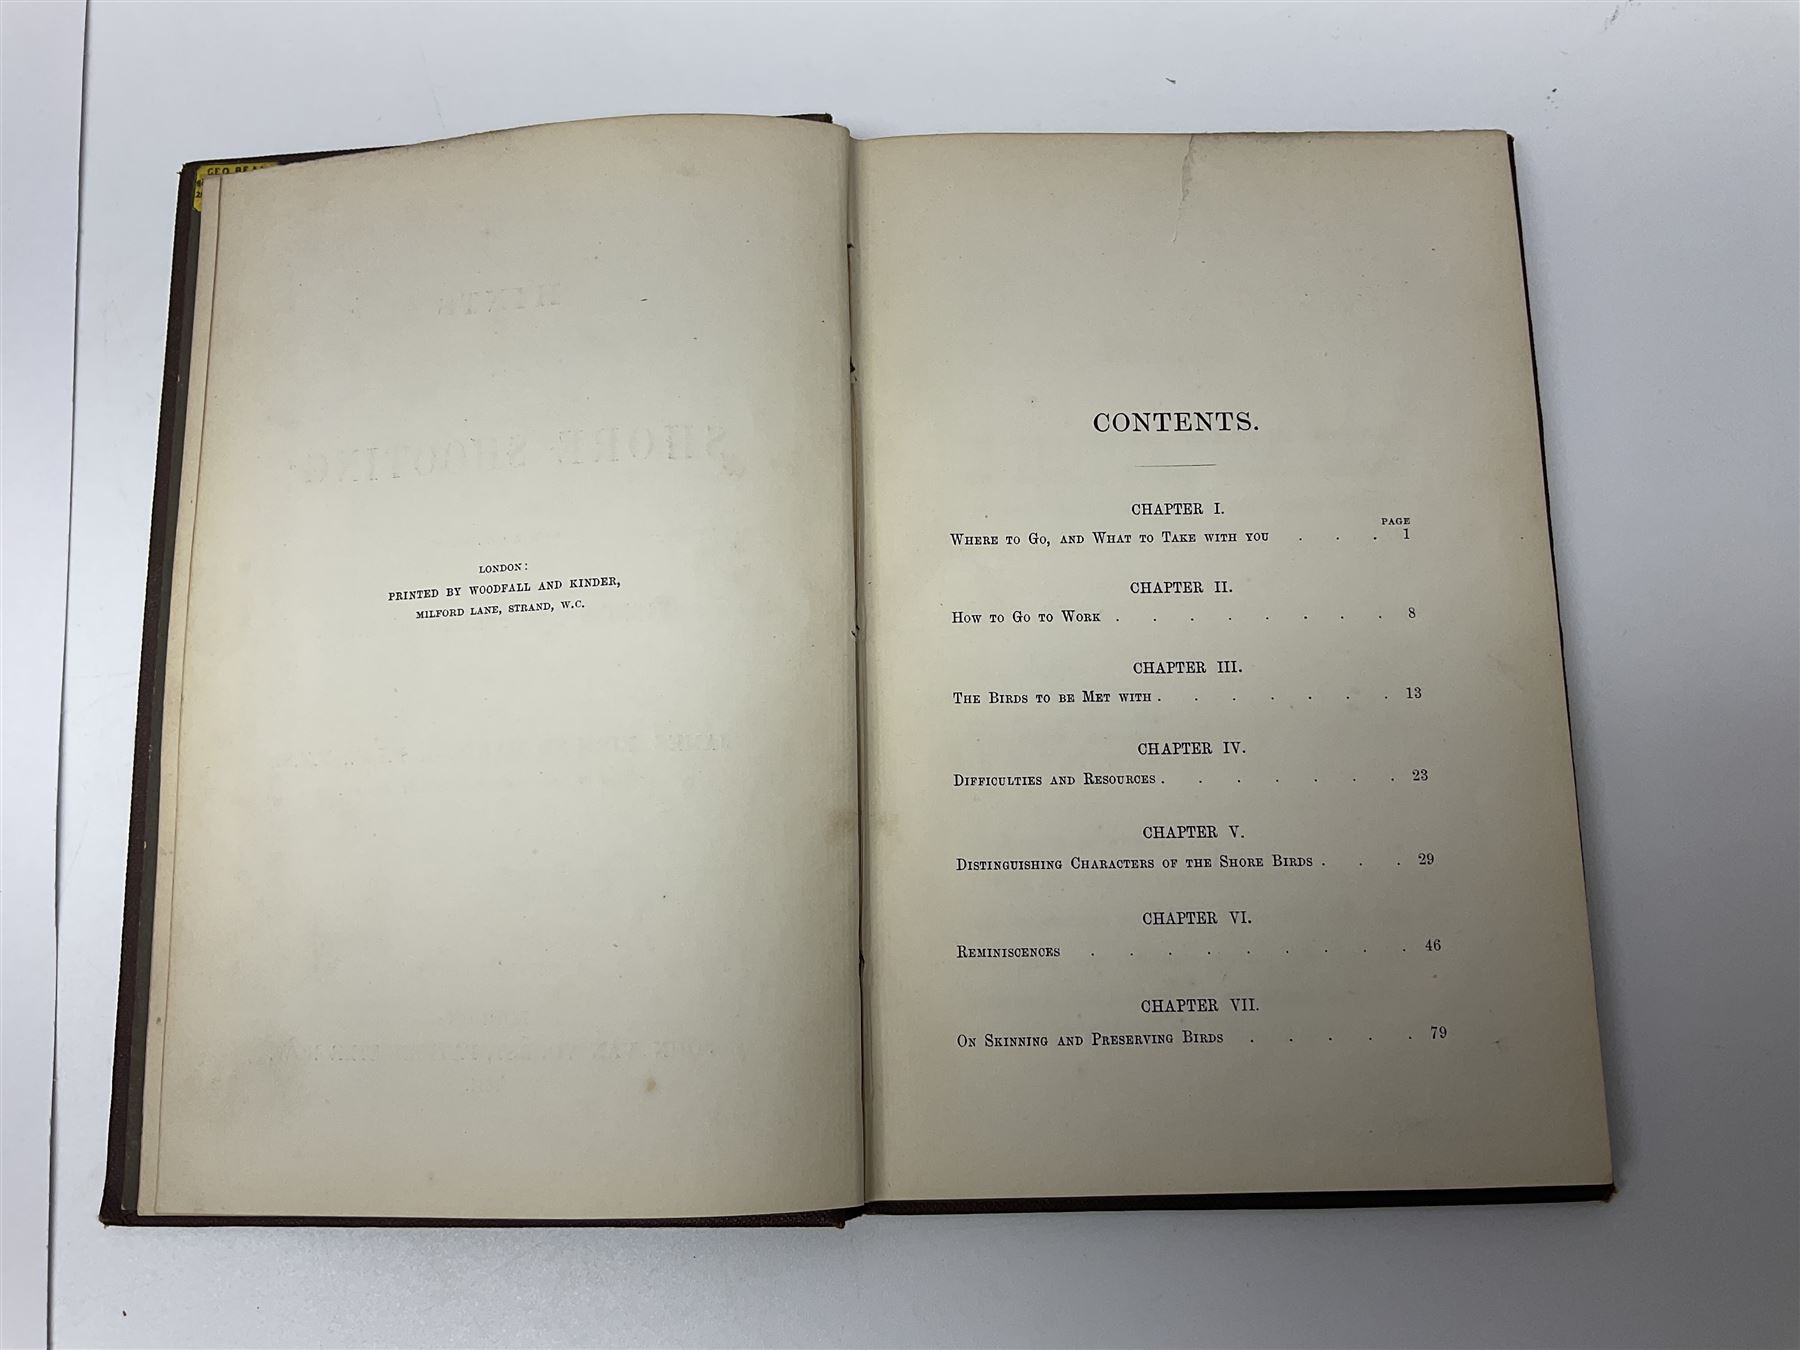 GEO BEA
LONDON:
PRINTED BY WOODFALL AND KINDER,
MILFORD LANE, STRAND, W.C.
CONTENTS.
CHAPTER I.
PAGE
WHERE TO GO, AND WHAT TO TAKE WITH YOU . . . 1
CHAPTER II.
HOW TO GO TO WORK . . . . . . . . 8
CHAPTER III.
THE BIRDS TO BE MET WITH . . . . . . . 13
CHAPTER IV.
DIFFICULTIES AND RESOURCES . . . . . . . 23
CHAPTER V.
DISTINGUISHING CHARACTERS OF THE SHORE BIRDS . . . 29
CHAPTER VI.
REMINISCENCES . . . . . . . . . 46
CHAPTER VII.
ON SKINNING AND PRESERVING BIRDS . . . . . 79